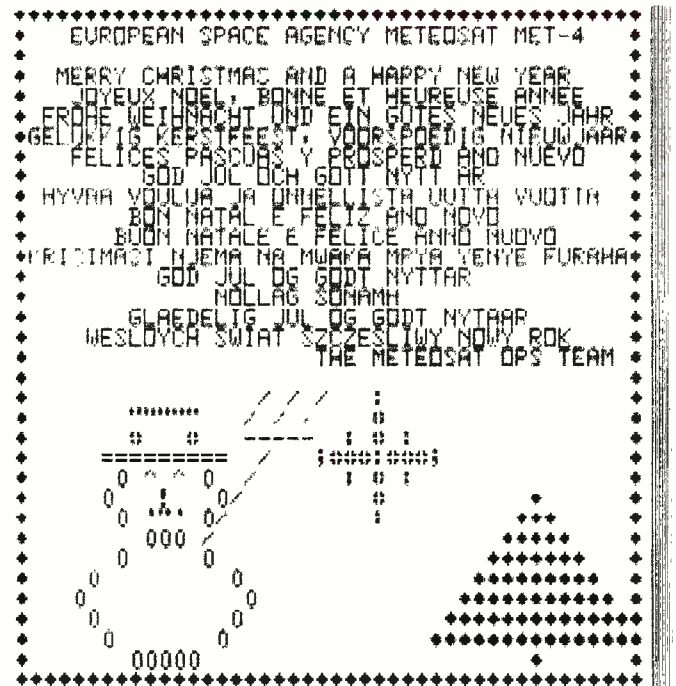 EUROPEAN SPACE AGENCY METEOSAT MET-4
MERRY CHRISTMAS AND A HAPPY NEW YEAR
JOYEUX NOEL, BONNE ET HEUREUSE ANNEE
FROHE WEIHNACHT UND EIN GUTES NEUES JAHR
GELUKKIG KERSTFEEST, VOORSPOEDIG NIEUWJAAR
FELICES PASCUAS Y PROSPERO ANO NUEVO
GOD JUL OCH GOTT NYTT AR
HYVAA JOULUA JA ONNELLISTA UUTTA VUOTTA
BON NATAL E FELIZ ANO NOVO
BUON NATALE E FELICE ANNO NUOVO
KRISIMASI NJEMA NA MWAKA MPYA YENYE FURAHA
GOD JUL OG GODT NYTTAR
NOLLAG SONAMH
GLAEDELIG JUL OG GODT NYTAAR
WESLOYCH SWIAT SZCZESLIWY NOWY ROK
THE METEOSAT OPS TEAM